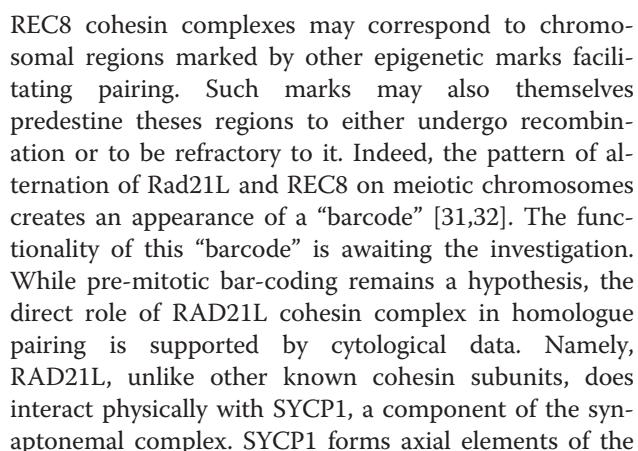 REC8 cohesin complexes may correspond to chromo-
somal regions marked by other epigenetic marks facili-
tating pairing. Such marks may also themselves
predestine theses regions to either undergo recombin-
ation or to be refractory to it. Indeed, the pattern of al-
ternation of Rad21L and REC8 on meiotic chromosomes
creates an appearance of a “barcode” [31,32]. The func-
tionality of this “barcode” is awaiting the investigation.
While pre-mitotic bar-coding remains a hypothesis, the
direct role of RAD21L cohesin complex in homologue
pairing is supported by cytological data. Namely,
RAD21L, unlike other known cohesin subunits, does
interact physically with SYCP1, a component of the syn-
aptonemal complex. SYCP1 forms axial elements of the